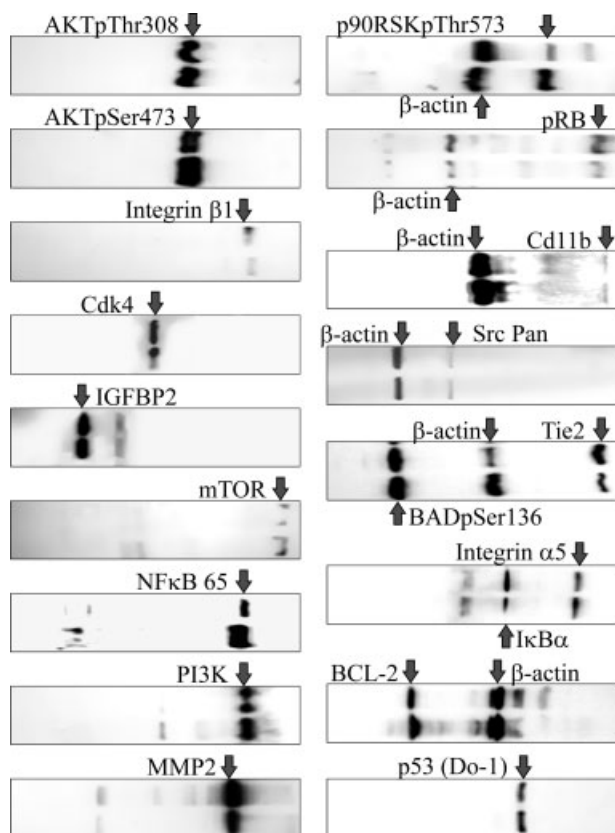 AKTpThr308
AKTpSer473
Integrin β1
Cdk4
IGFBP2
mTOR
NFκB 65
PI3K
MMP2
p90RSKpThr573
β-actin
pRB
β-actin
β-actin Cd11b
β-actin Src Pan
β-actin Tie2
BADpSer136
Integrin α5
IκBα
BCL-2 β-actin
p53 (Do-1)